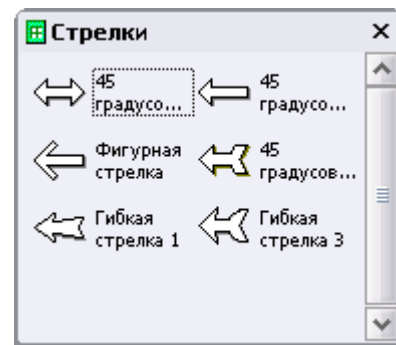 Стрелки
45 45
градусо... градусо...
Фигурная 45
стрелка градусов...
Гибкая Гибкая
стрелка 1 стрелка 3